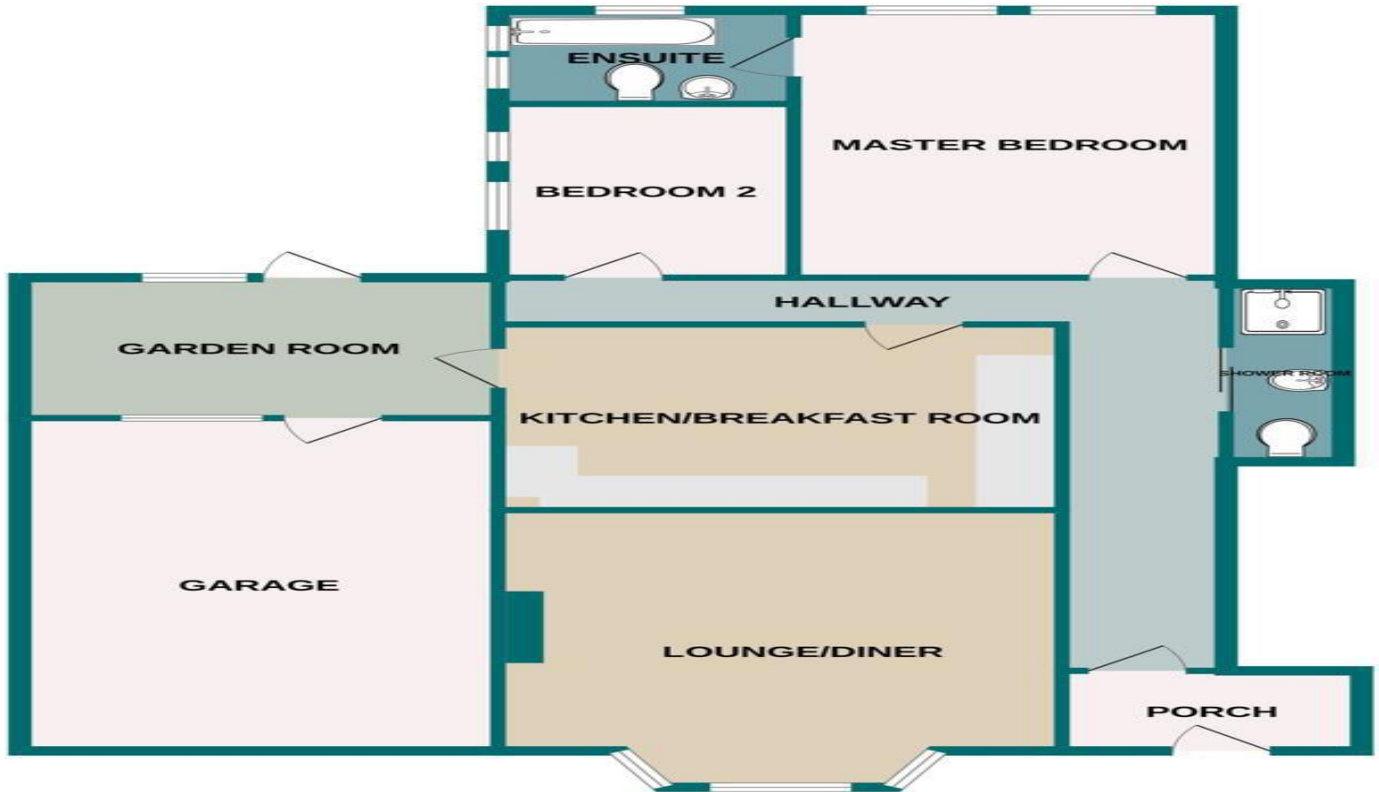 ENSUITE
MASTER BEDROOM
BEDROOM 2
HALLWAY
GARDEN ROOM
SHOWER ROOM
KITCHEN/BREAKFAST ROOM
GARAGE
LOUNGE/DINER
PORCH